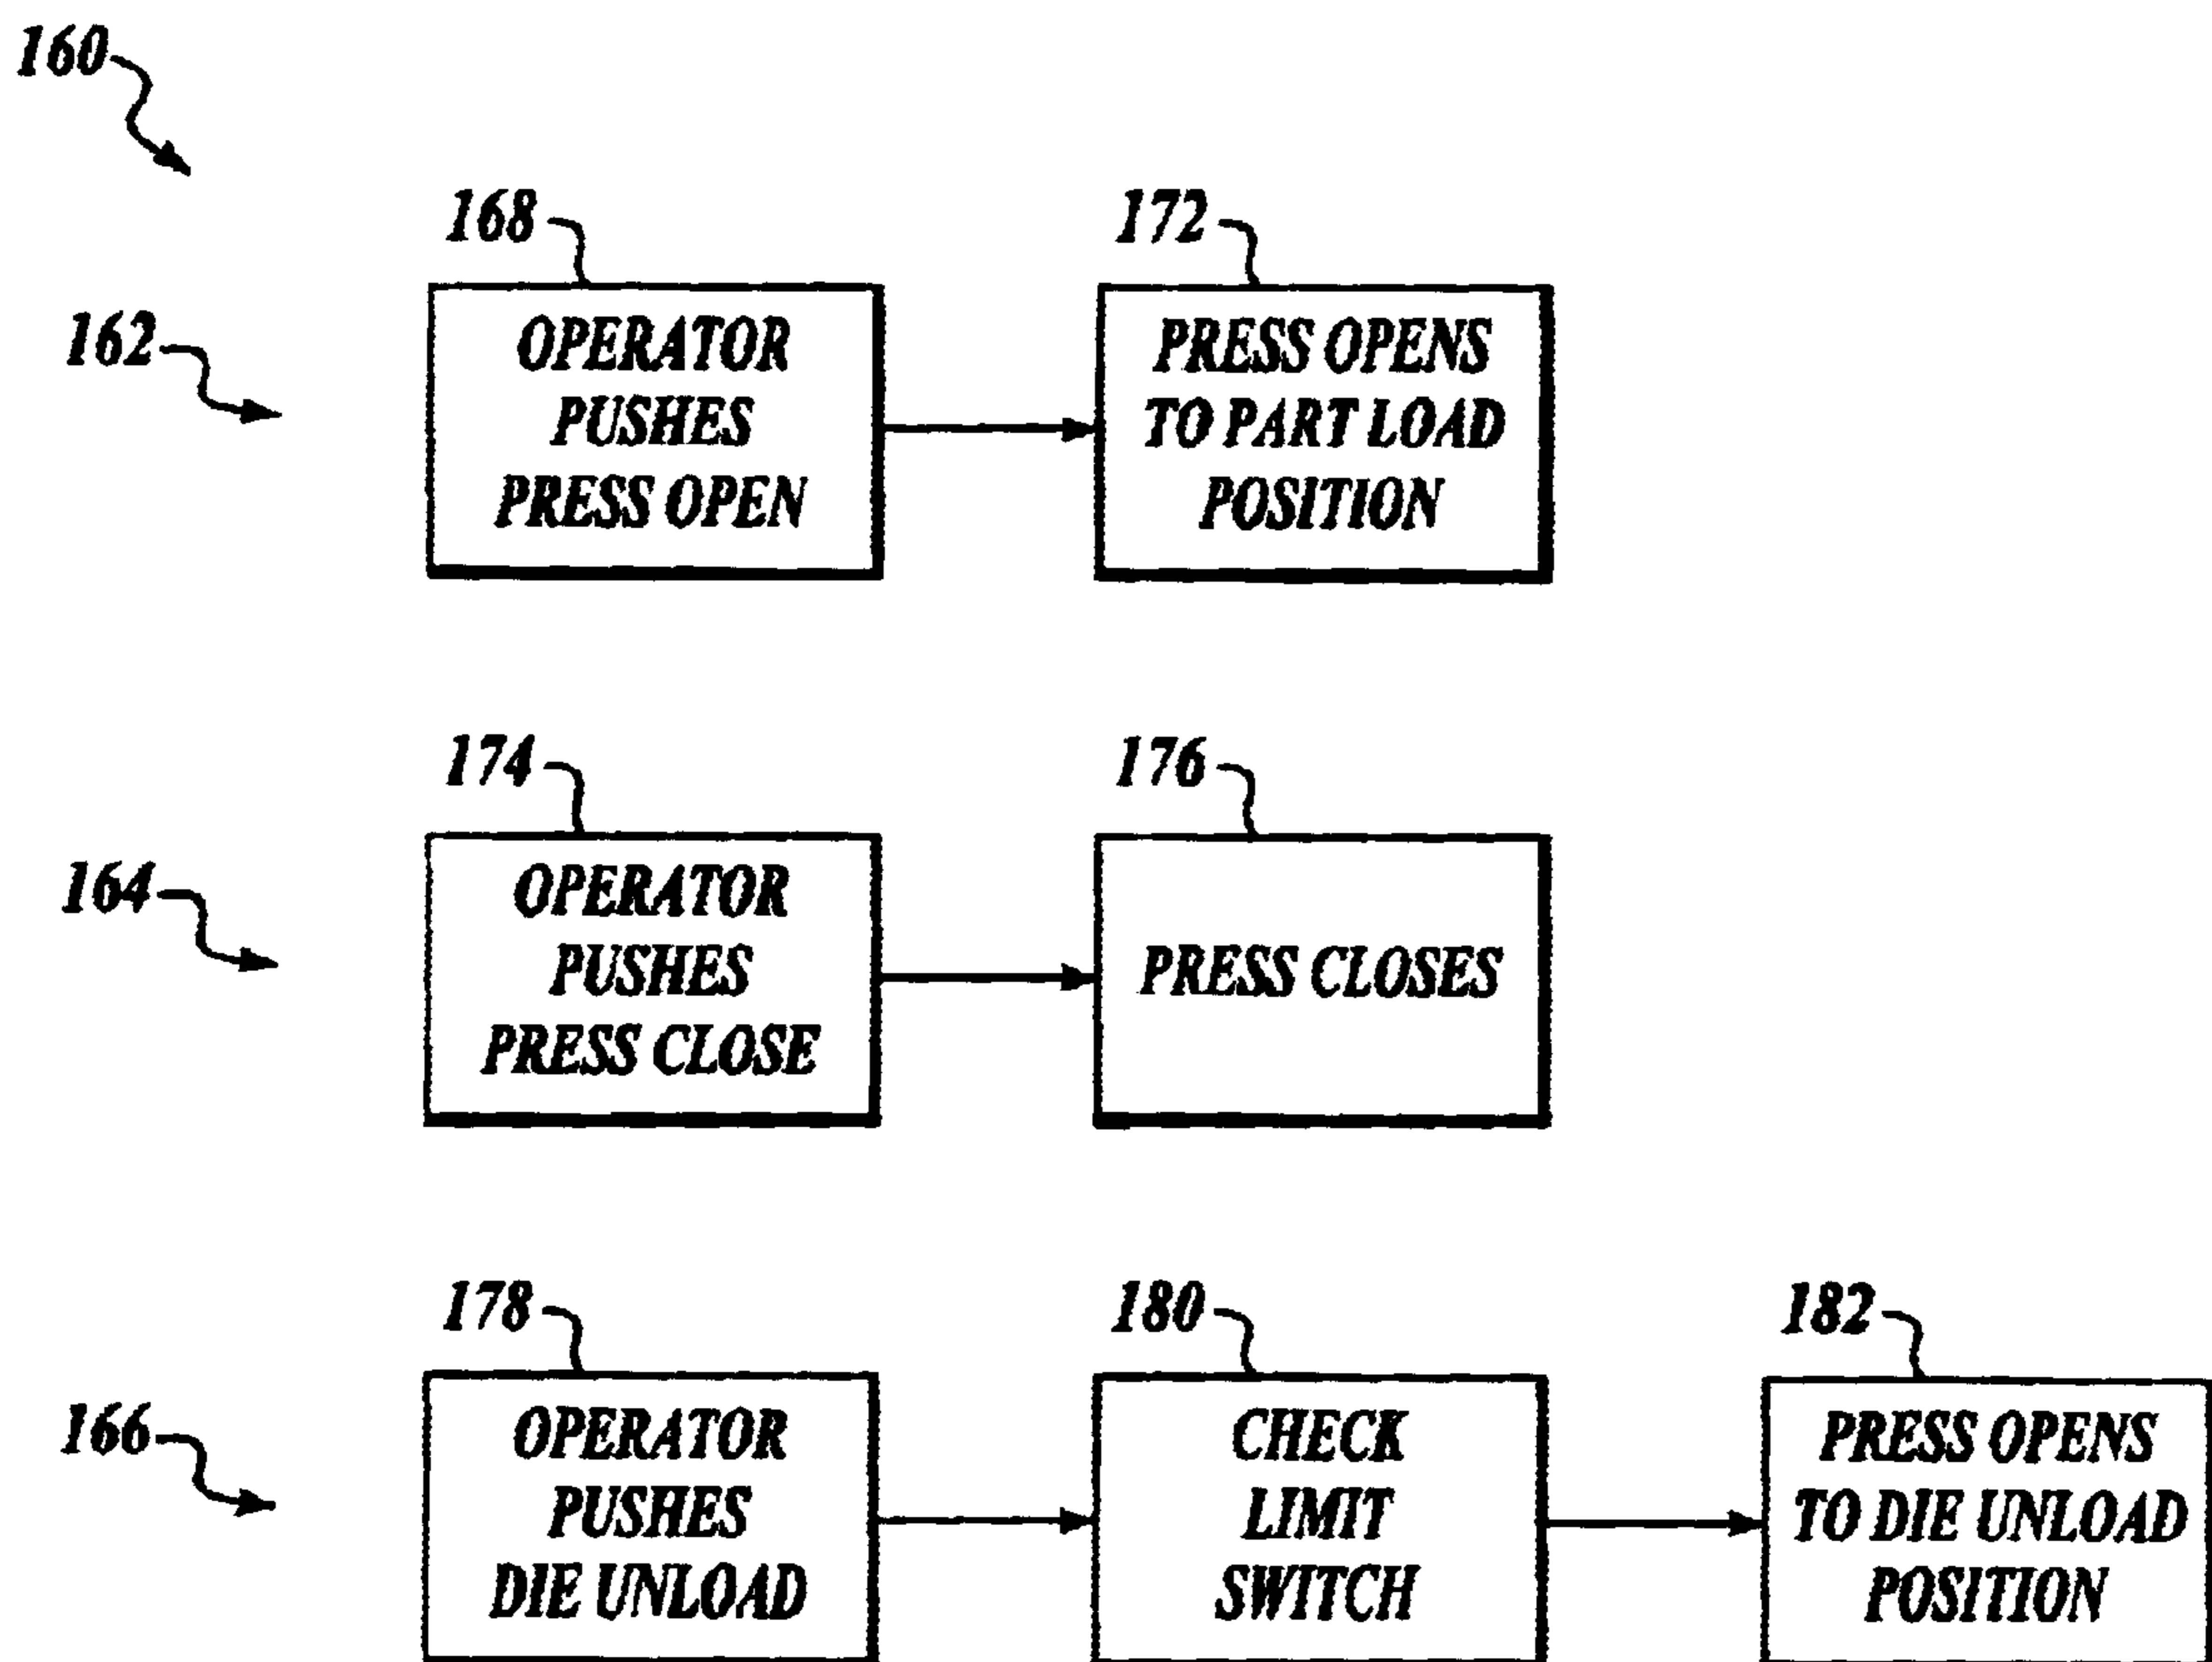 160
168
172
162
OPERATOR
PUSHES
PRESS OPEN
PRESS OPENS
TO PART LOAD
POSITION
174
176
164
OPERATOR
PUSHES
PRESS CLOSE
PRESS CLOSES
178
180
182
166
OPERATOR
PUSHES
DIE UNLOAD
CHECK
LIMIT
SWITCH
PRESS OPENS
TO DIE UNLOAD
POSITION